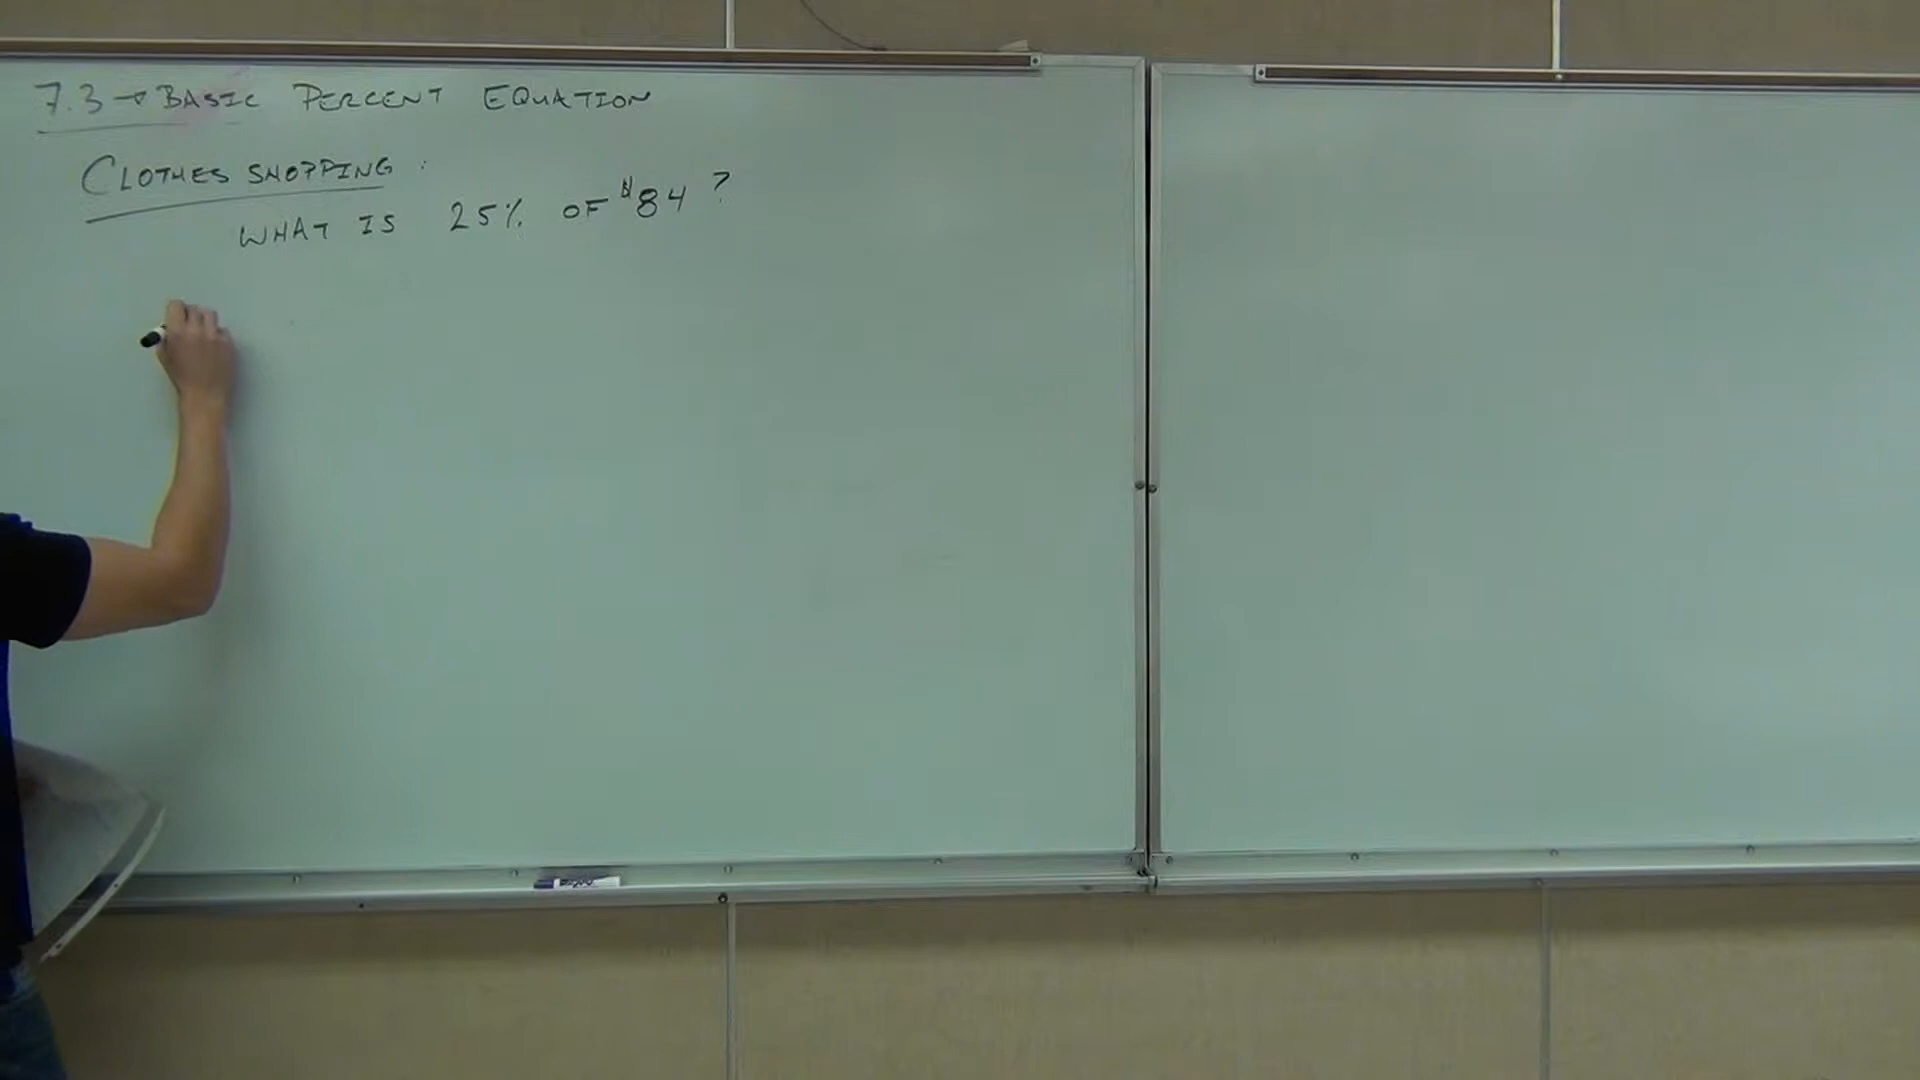 7.3 → BASIC PERCENT EQUATION
CLOTHES SHOPPING:
WHAT IS 25% OF $84?